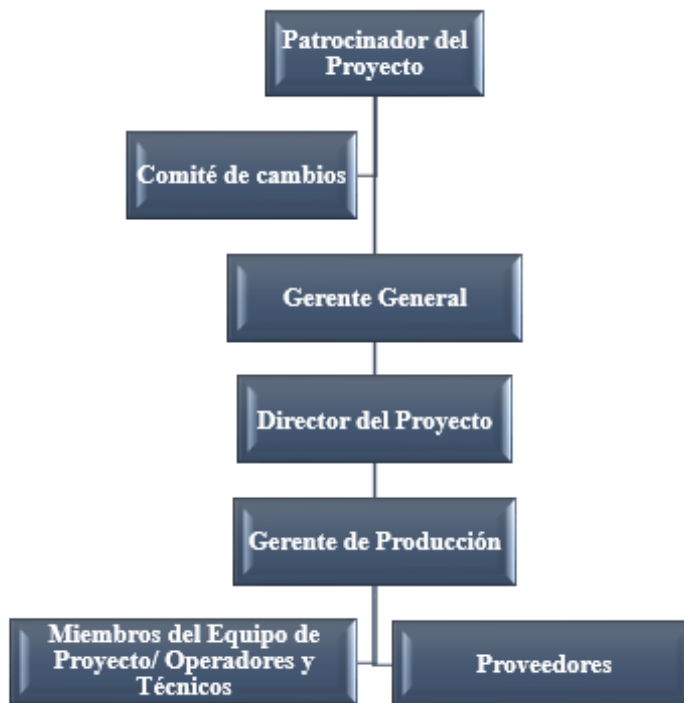 Patrocinador del
Proyecto
Comité de cambios
Gerente General
Director del Proyecto
Gerente de Producción
Miembros del Equipo de
Proyecto/ Operadores y
Técnicos
Proveedores